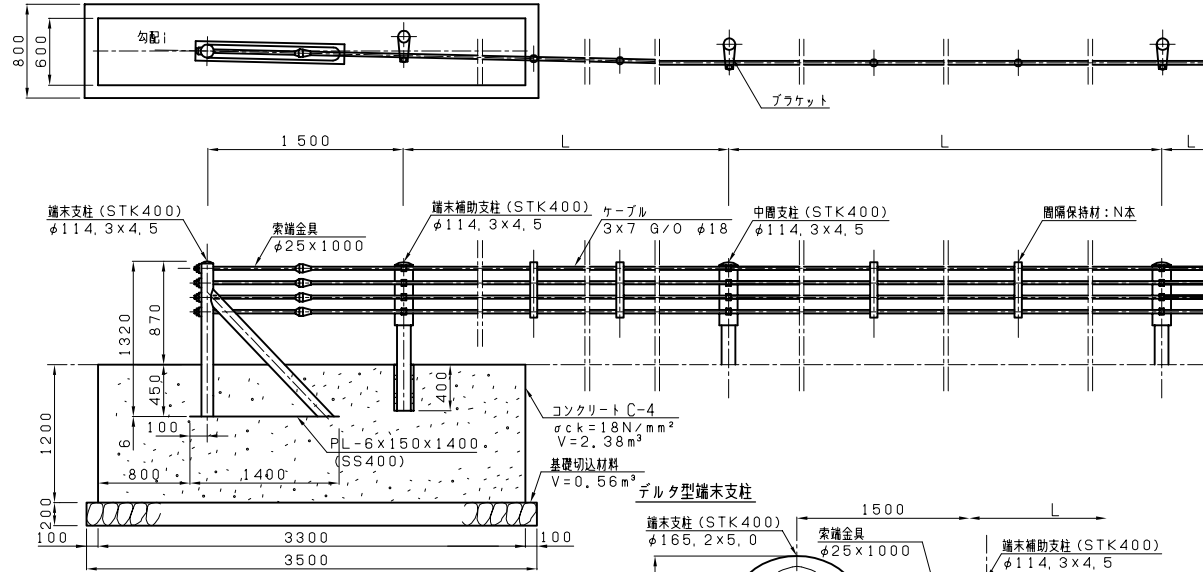 800
600
勾配i
ブラケット
1500
L
L
L
端末支柱(STK400)
φ114,3x4,5
索端金具
φ25x1000
端末補助支柱(STK400)
φ114,3x4,5
ケーブル
3x7 G/O φ18
中間支柱(STK400)
φ114,3x4,5
間隔保持材:N本
1320
870
450
6
100
400
1200
200
800
1400
PL-6x150x1400
(SS400)
コンクリート C-4
σck=18N/mm²
V=2.38m³
基礎切込材料
V=0.56m³
100
3300
100
3500
デルタ型端末支柱
1500
L
端末支柱(STK400)
φ165,2x5,0
索端金具
φ25x1000
端末補助支柱(STK400)
φ114,3x4,5